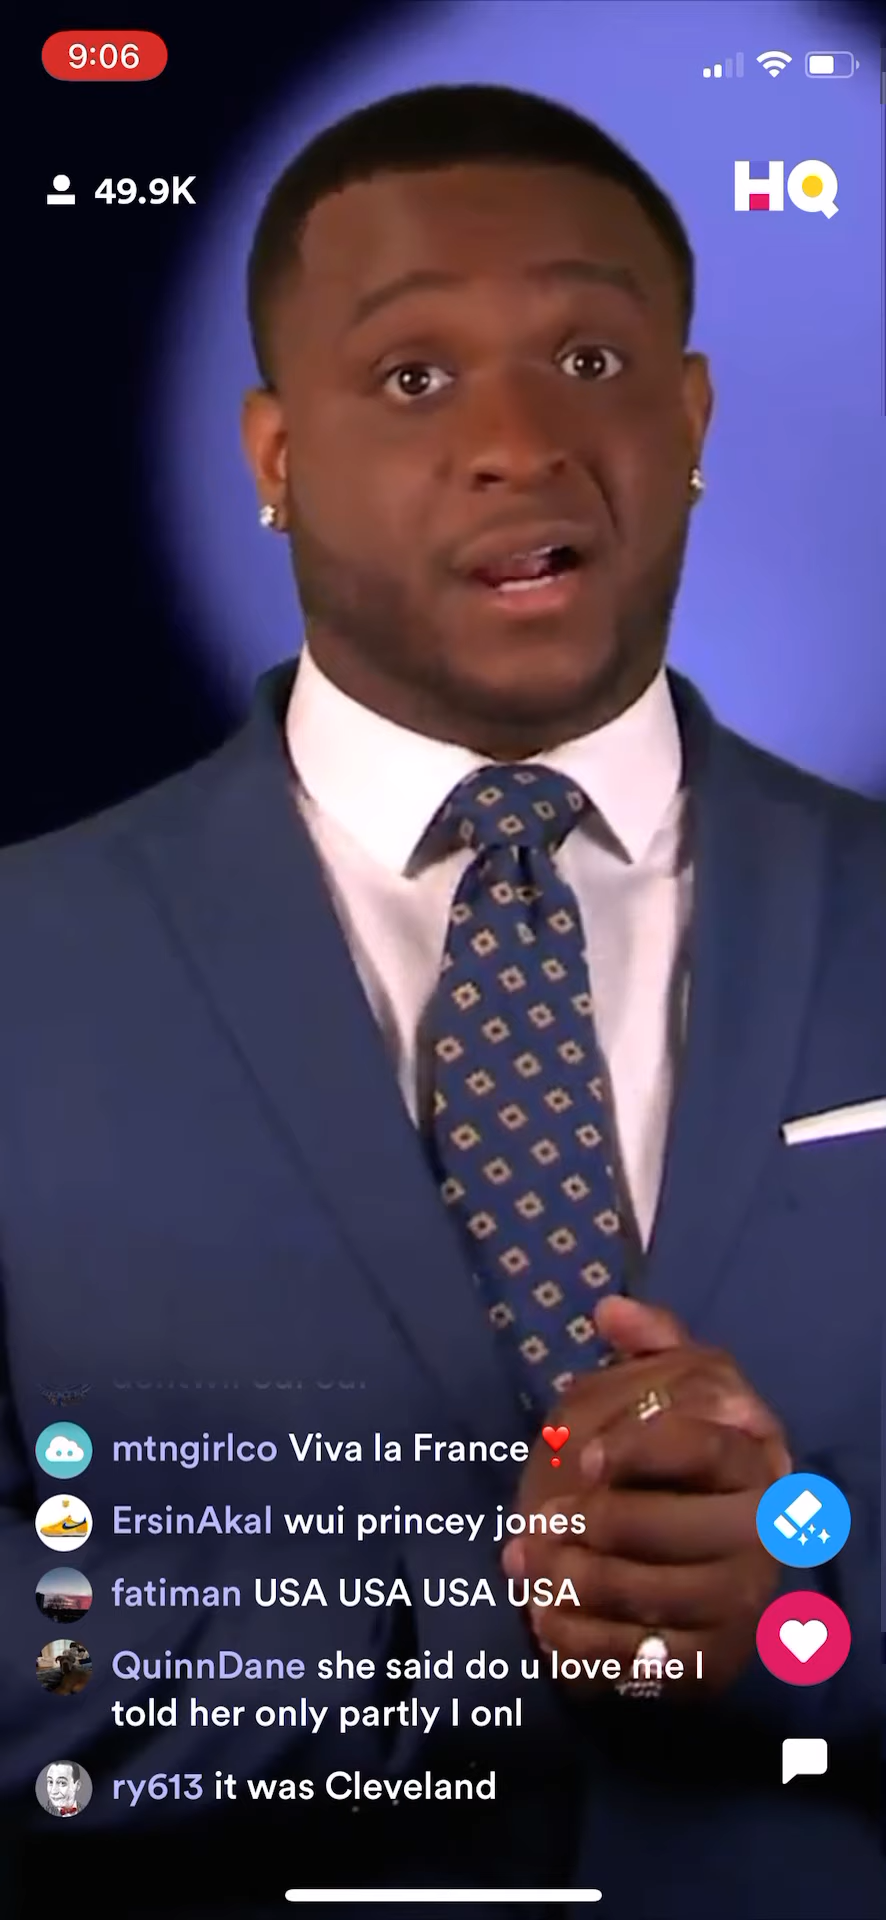 9:06
49.9K
HQ
mtngirlco Viva la France ❣️
ErsinAkal wui princey jones
fatiman USA USA USA USA
QuinnDane she said do u love me I
told her only partly I onl
ry613 it was Cleveland